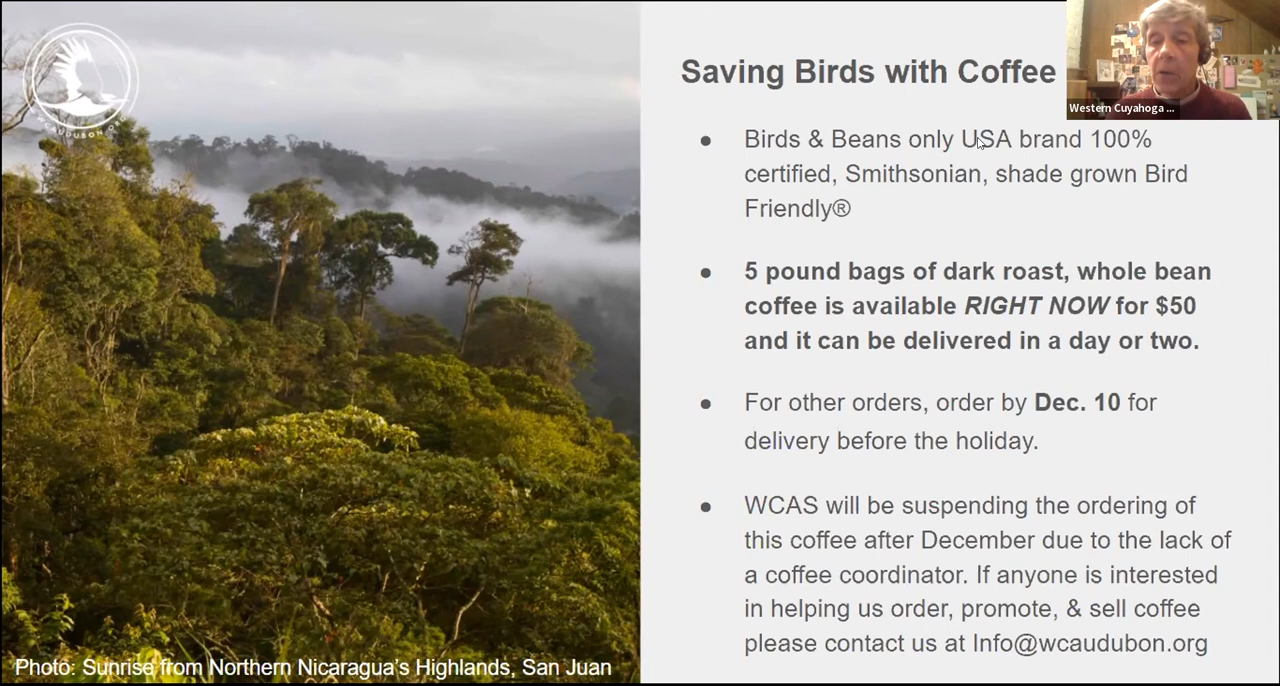 WCAUDUBON.ORG
Saving Birds with Coffee
Western Cuyahoga ...
● Birds & Beans only USA brand 100%
certified, Smithsonian, shade grown Bird
Friendly®
● 5 pound bags of dark roast, whole bean
coffee is available RIGHT NOW for $50
and it can be delivered in a day or two.
● For other orders, order by Dec. 10 for
delivery before the holiday.
● WCAS will be suspending the ordering of
this coffee after December due to the lack of
a coffee coordinator. If anyone is interested
in helping us order, promote, & sell coffee
please contact us at Info@wcaudubon.org
Photo: Sunrise from Northern Nicaragua's Highlands, San Juan